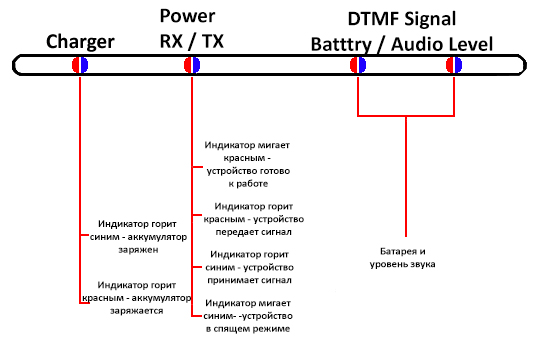 Charger
Power
RX / TX
DTMF Signal
Batttry / Audio Level
Индикатор мигает
красным -
устройство готово
к работе
Индикатор горит
красным - устройство
передает сигнал
Индикатор горит
синим - аккумулятор
заряжен
Индикатор горит
синим - устройство
принимает сигнал
Батарея и
уровень звука
Индикатор горит
красным - аккумулятор
заряжается
Индикатор мигает
синим- -устройство
в спящем режиме